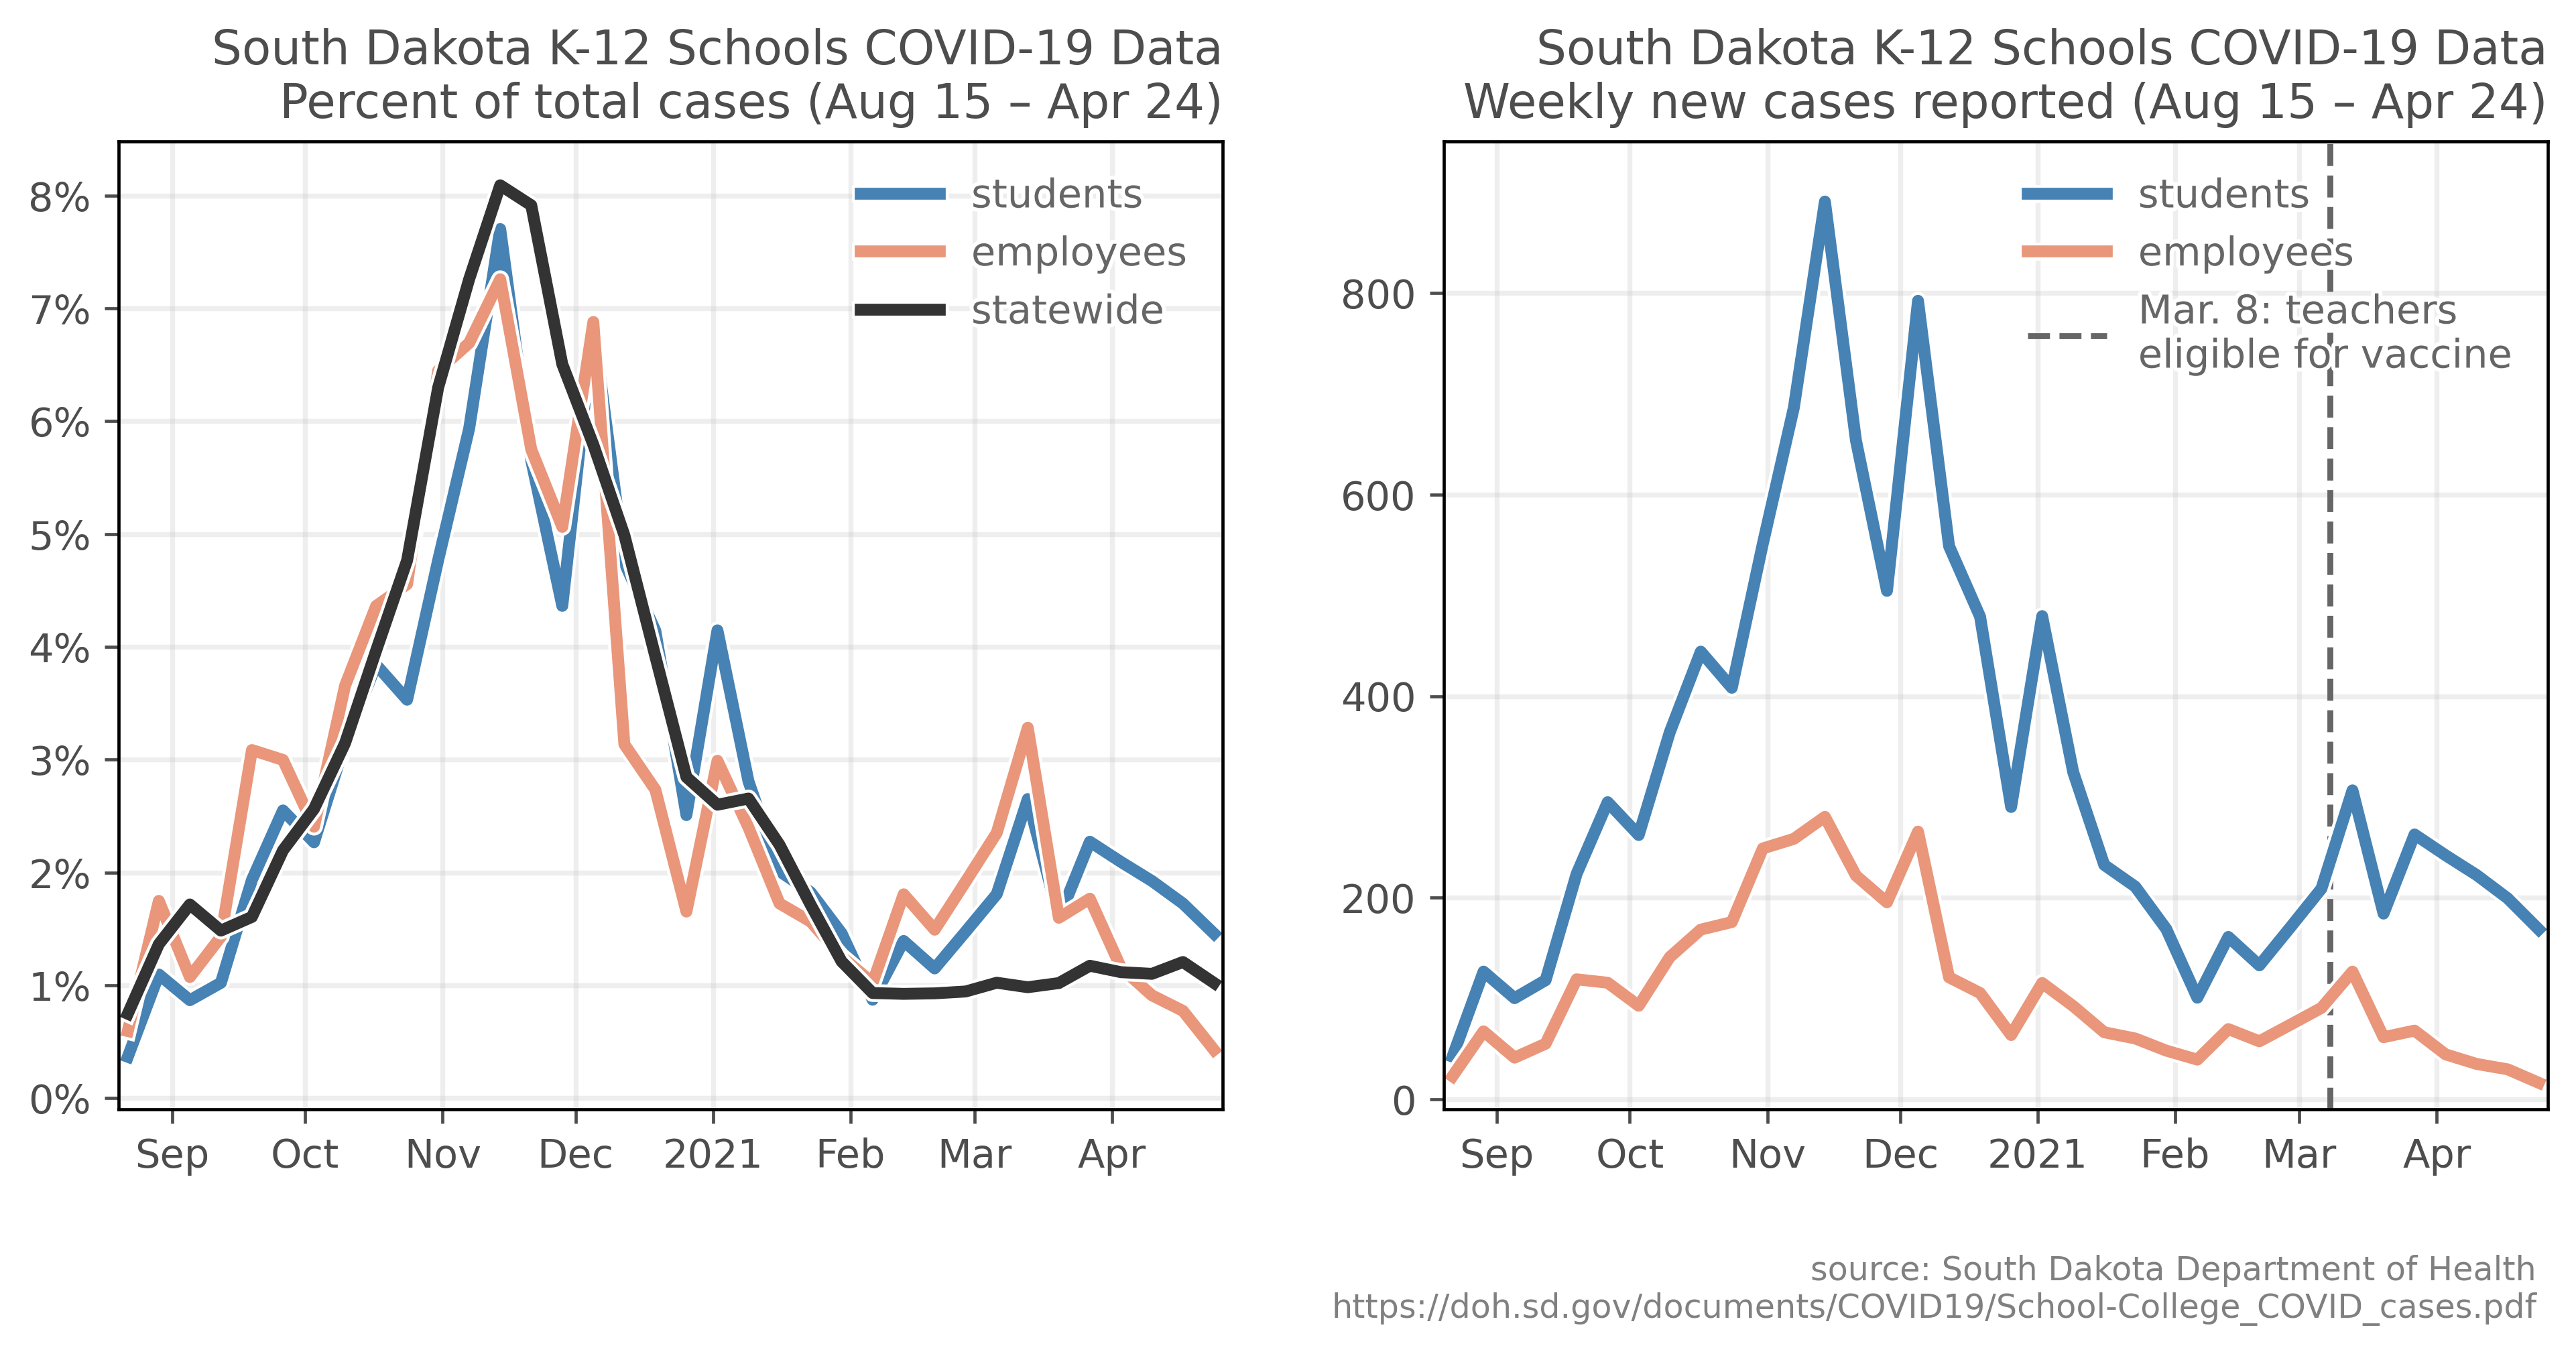 South Dakota K-12 Schools COVID-19 Data
Percent of total cases (Aug 15 – Apr 24)
8%
7%
6%
5%
4%
3%
2%
1%
0%
students
employees
statewide
Sep Oct Nov Dec 2021 Feb Mar Apr
South Dakota K-12 Schools COVID-19 Data
Weekly new cases reported (Aug 15 – Apr 24)
800
600
400
200
0
students
employees
Mar. 8: teachers
eligible for vaccine
Sep Oct Nov Dec 2021 Feb Mar Apr
source: South Dakota Department of Health
https://doh.sd.gov/documents/COVID19/School-College_COVID_cases.pdf